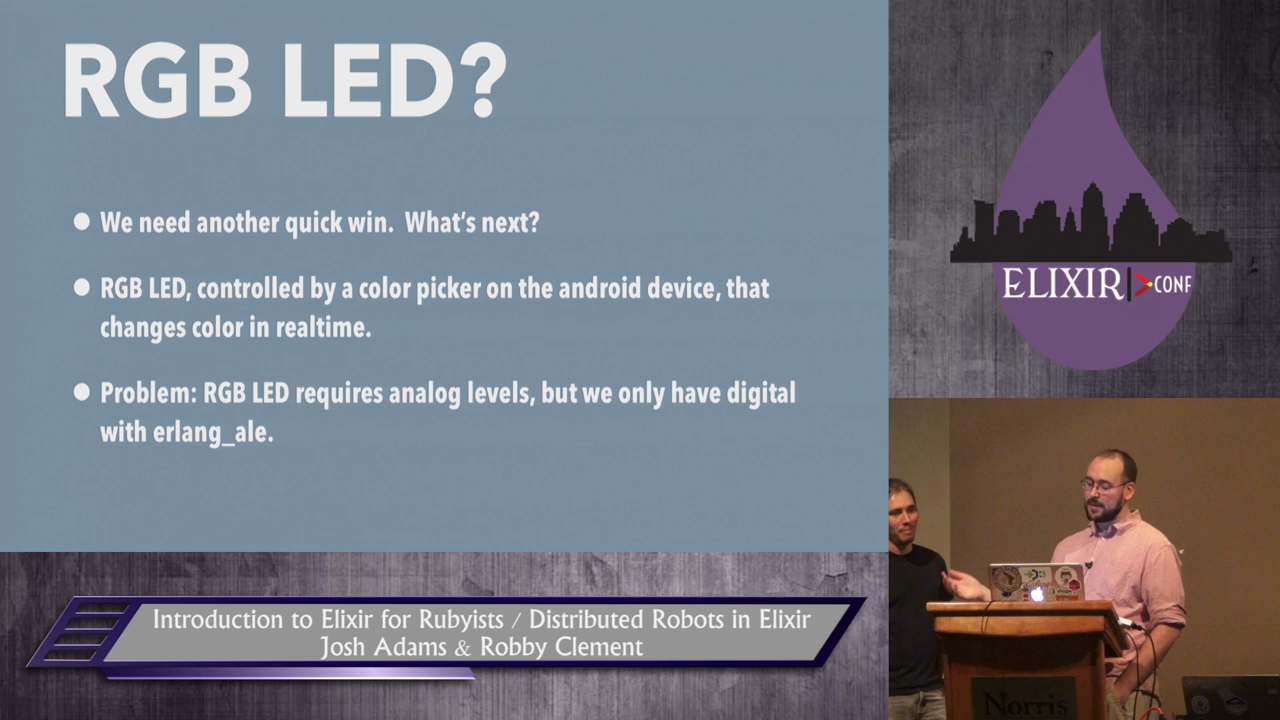 RGB LED?
● We need another quick win.  What's next?
● RGB LED, controlled by a color picker on the android device, that
changes color in realtime.
● Problem: RGB LED requires analog levels, but we only have digital
with erlang_ale.
ELIXIR|>CONF
Introduction to Elixir for Rubyists / Distributed Robots in Elixir
Josh Adams & Robby Clement
Norris